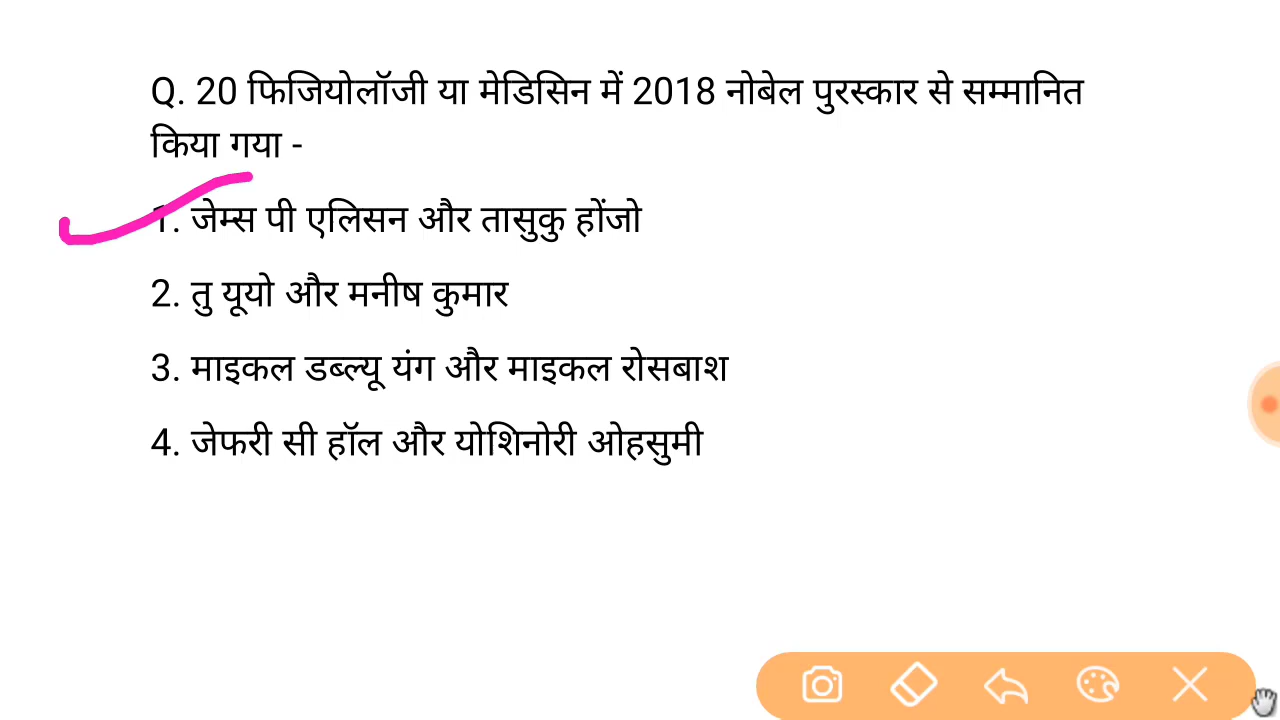 Q. 20 फिजियोलॉजी या मेडिसिन में 2018 नोबेल पुरस्कार से सम्मानित
किया गया -
1. जेम्स पी एलिसन और तासुकु होंजो
2. तु यूयो और मनीष कुमार
3. माइकल डब्ल्यू यंग और माइकल रोसबाश
4. जेफरी सी हॉल और योशिनोरी ओहसुमी